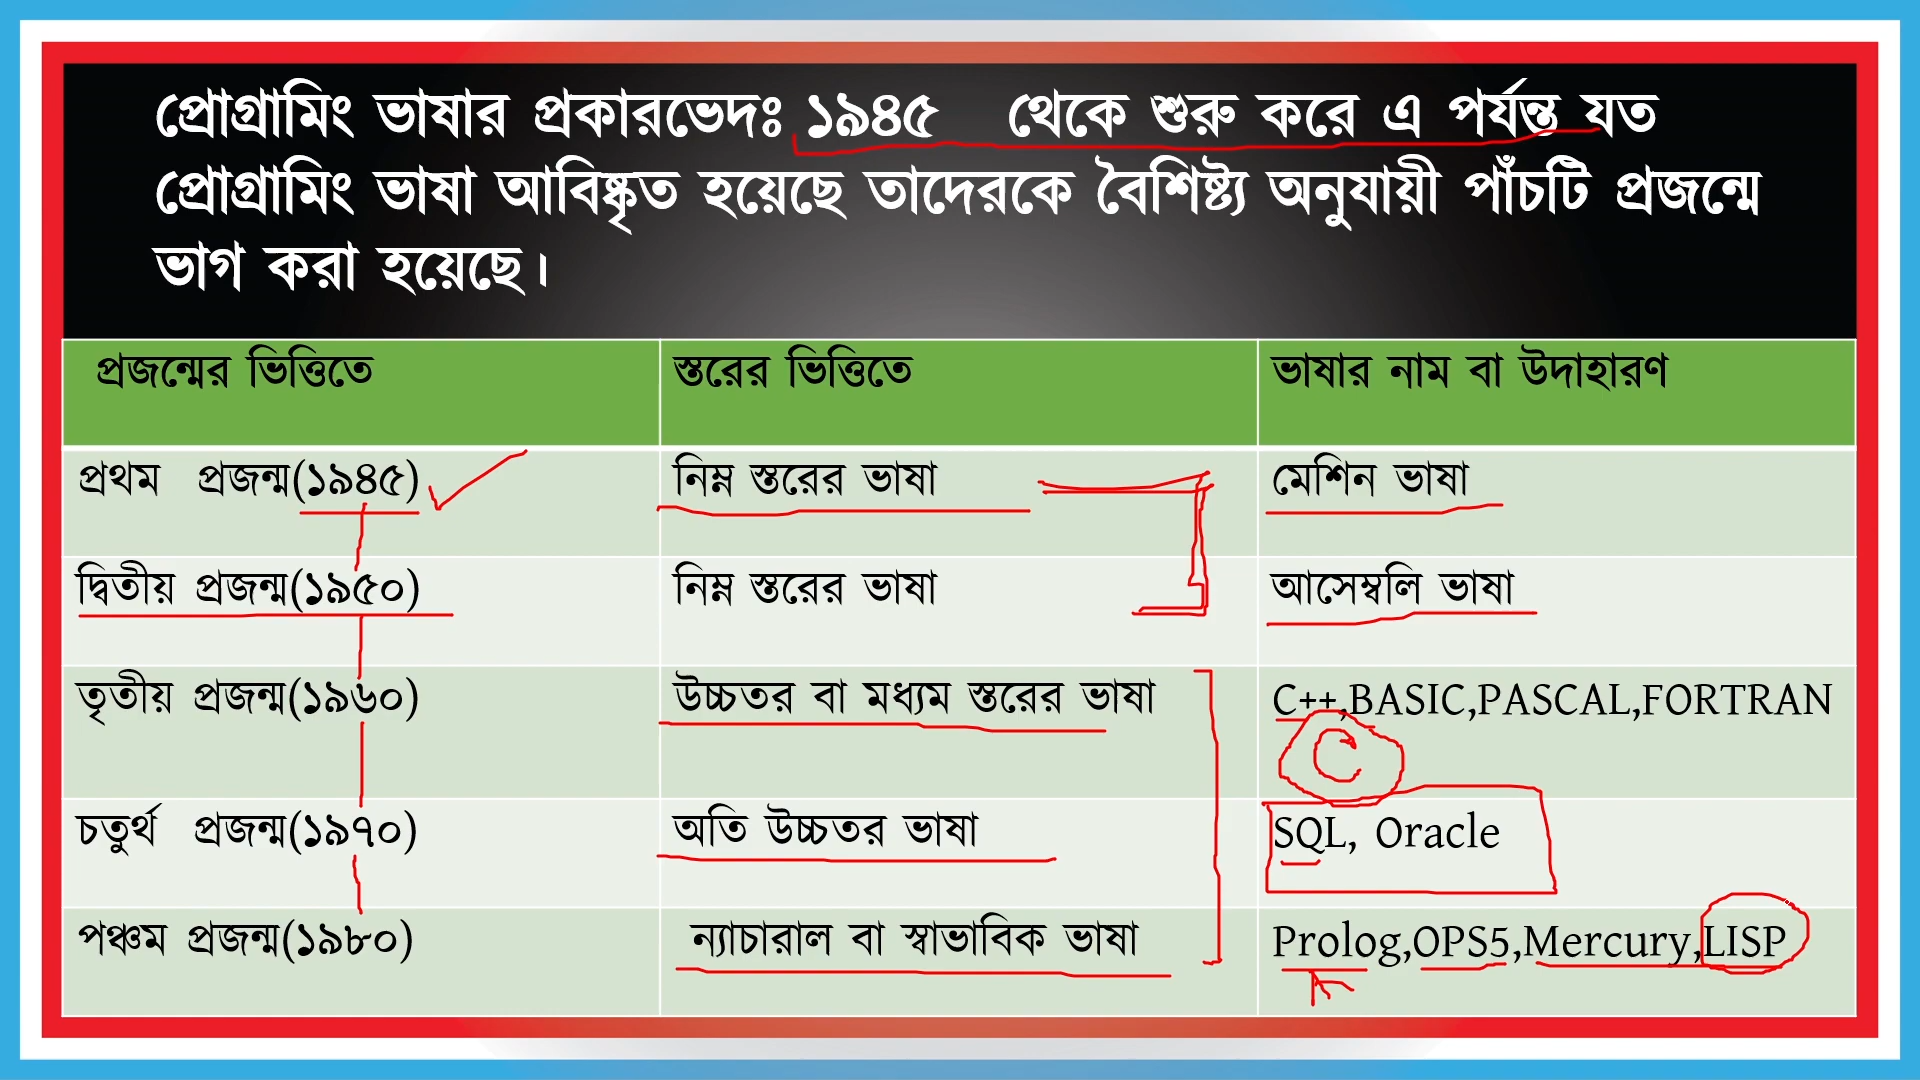 প্রোগ্রামিং ভাষার প্রকারভেদঃ ১৯৪৫ থেকে শুরু করে এ পর্যন্ত যত
প্রোগ্রামিং ভাষা আবিষ্কৃত হয়েছে তাদেরকে বৈশিষ্ট্য অনুযায়ী পাঁচটি প্রজন্মে
ভাগ করা হয়েছে।
প্রজন্মের ভিত্তিতে স্তরের ভিত্তিতে ভাষার নাম বা উদাহারণ
প্রথম প্রজন্ম(১৯৪৫) নিম্ন স্তরের ভাষা মেশিন ভাষা
দ্বিতীয় প্রজন্ম(১৯৫০) নিম্ন স্তরের ভাষা আসেম্বলি ভাষা
তৃতীয় প্রজন্ম(১৯৬০) উচ্চতর বা মধ্যম স্তরের ভাষা C++,BASIC,PASCAL,FORTRAN
C
চতুর্থ প্রজন্ম(১৯৭০) অতি উচ্চতর ভাষা SQL, Oracle
পঞ্চম প্রজন্ম(১৯৮০) ন্যাচারাল বা স্বাভাবিক ভাষা Prolog,OPS5,Mercury,LISP